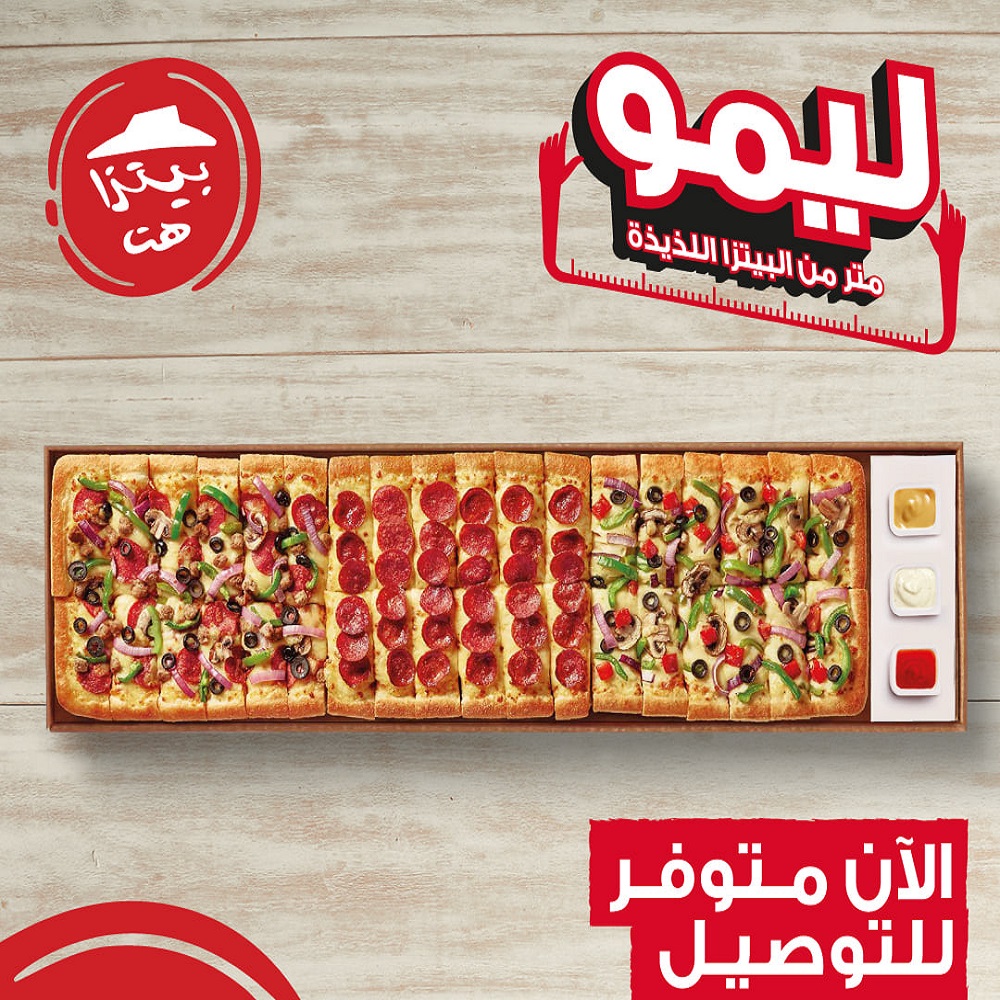 بيتزا
هت
ليمو
متر من البيتزا اللذيذة
الآن متوفر
للتوصيل